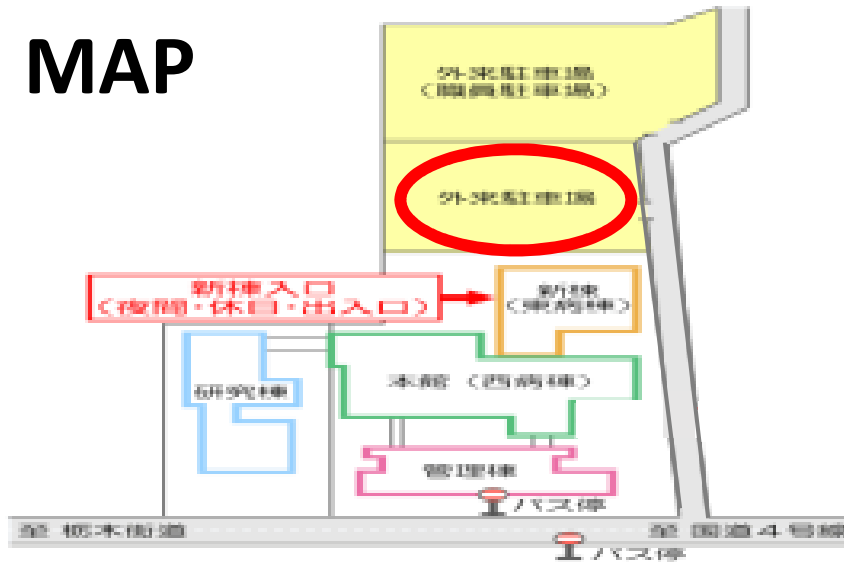 MAP
外来駐車場
(職員駐車場)
外来駐車場
新棟入口
(夜間・休日・出入口)
新棟
(東病棟)
研究棟
本館 (西病棟)
管理棟
バス停
至 栃木街道
至 国道4号線
バス停